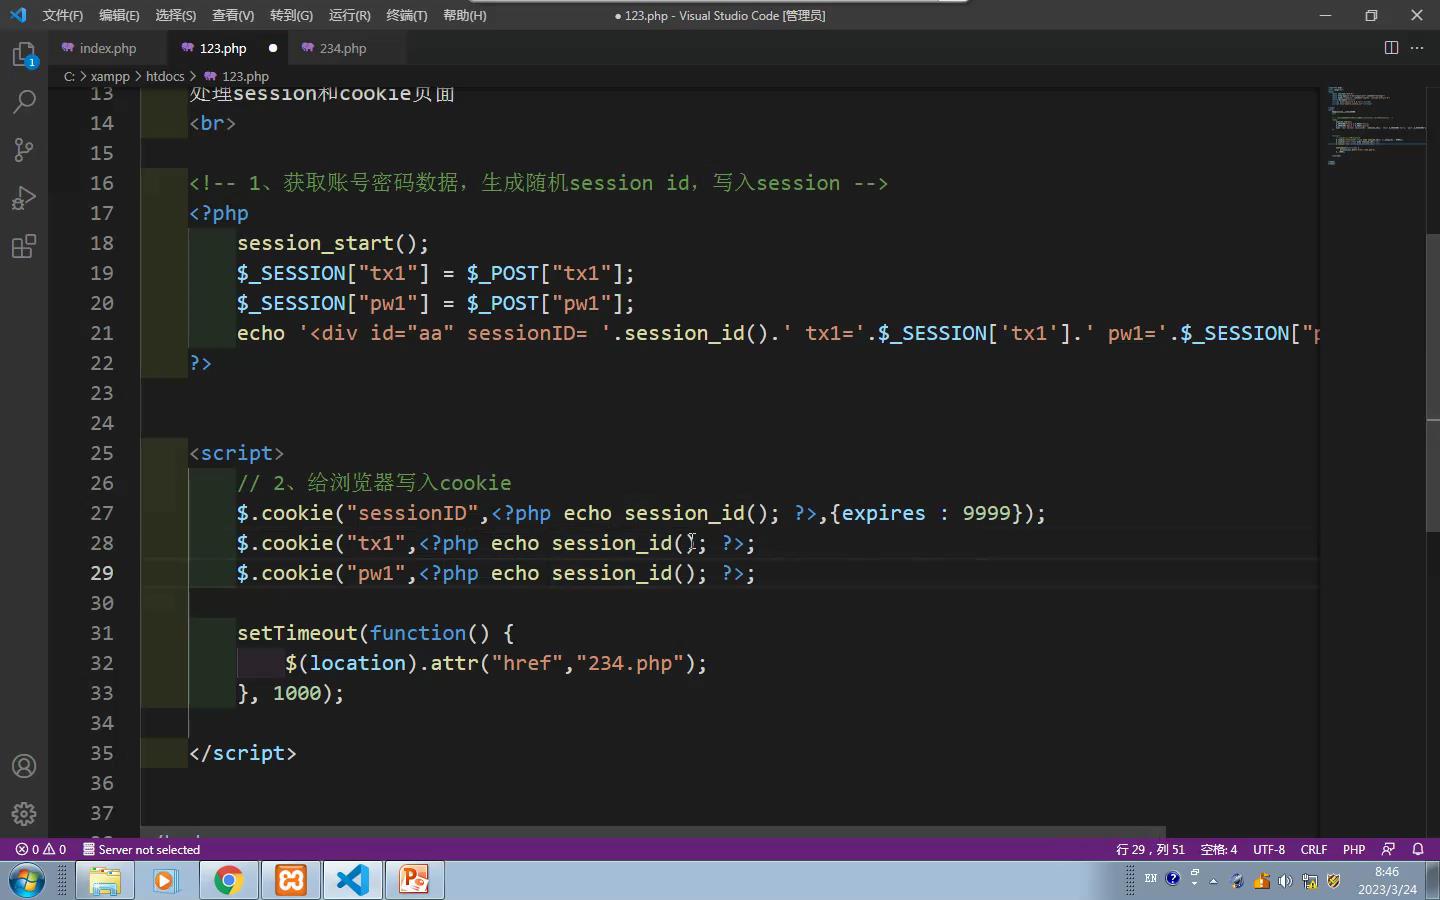 文件(F) 编辑(E) 选择(S) 查看(V) 转到(G) 运行(R) 终端(T) 帮助(H) ● 123.php - Visual Studio Code [管理员]
index.php 123.php ● 234.php
C: > xampp > htdocs > 123.php
1
13 处理session和cookie页面
14 <br>
15
16 <!-- 1、获取账号密码数据，生成随机session id，写入session -->
17 <?php
18 session_start();
19 $_SESSION["tx1"] = $_POST["tx1"];
20 $_SESSION["pw1"] = $_POST["pw1"];
21 echo '<div id="aa" sessionID= '.session_id().' tx1='.$_SESSION['tx1'].' pw1='.$_SESSION["p
22 ?>
23
24
25 <script>
26 // 2、给浏览器写入cookie
27 $.cookie("sessionID",<?php echo session_id(); ?>,{expires : 9999});
28 $.cookie("tx1",<?php echo session_id(); ?>;
29 $.cookie("pw1",<?php echo session_id(); ?>;
30
31 setTimeout(function() {
32 $(location).attr("href","234.php");
33 }, 1000);
34
35 </script>
36
37
0 0 Server not selected 行 29，列 51 空格: 4 UTF-8 CRLF PHP
EN 8:46
2023/3/24